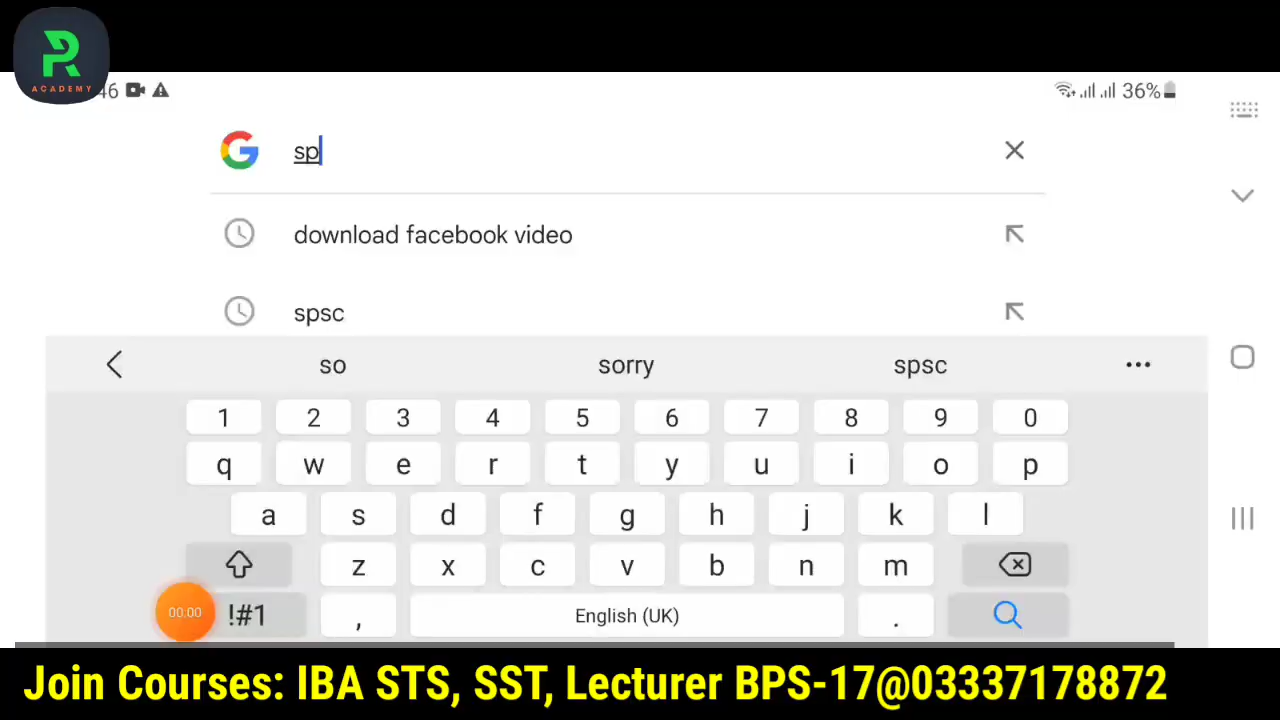 PR
ACADEMY
46
36%
sp
download facebook video
spsc
so sorry spsc
1 2 3 4 5 6 7 8 9 0
q w e r t y u i o p
a s d f g h j k l
z x c v b n m
00:00 !#1 , English (UK) .
Join Courses: IBA STS, SST, Lecturer BPS-17@03337178872